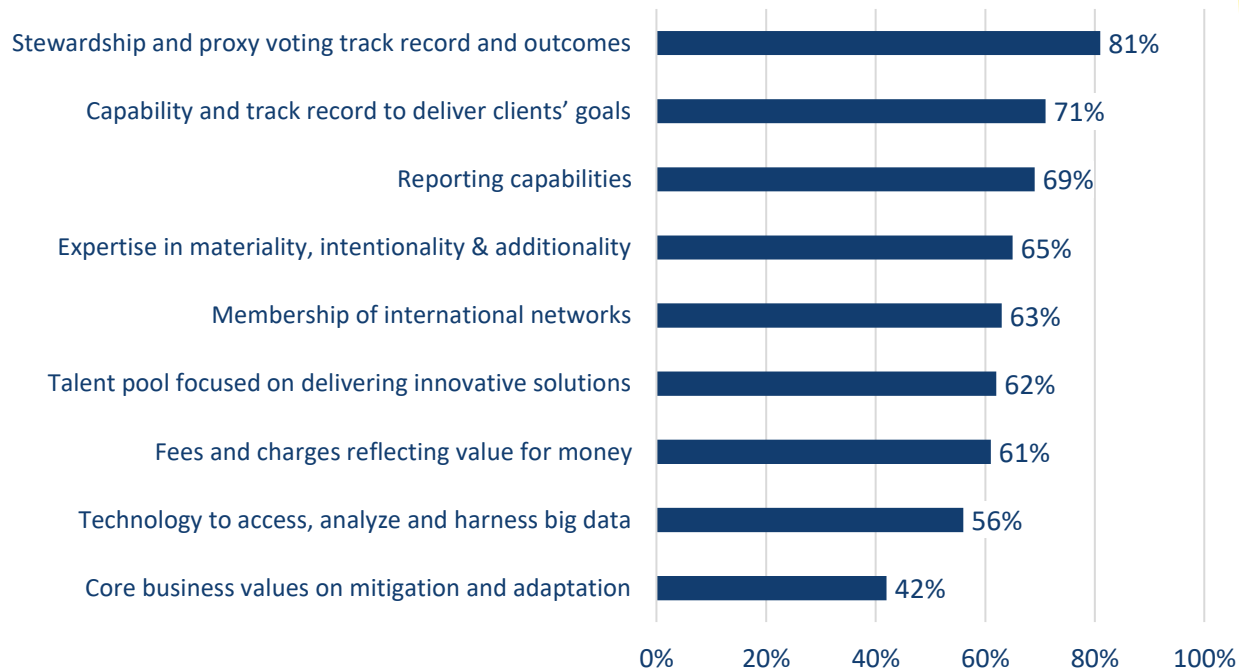 Stewardship and proxy voting track record and outcomes 81%
Capability and track record to deliver clients’ goals 71%
Reporting capabilities 69%
Expertise in materiality, intentionality & additionality 65%
Membership of international networks 63%
Talent pool focused on delivering innovative solutions 62%
Fees and charges reflecting value for money 61%
Technology to access, analyze and harness big data 56%
Core business values on mitigation and adaptation 42%
0% 20% 40% 60% 80% 100%